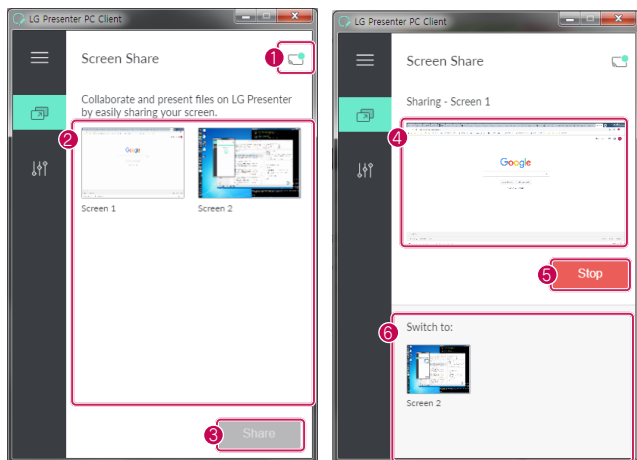 LG Presenter PC Client
Screen Share
1
Collaborate and present files on LG Presenter
by easily sharing your screen.
2
Google
Screen 1
Screen 2
3
Share
LG Presenter PC Client
Screen Share
Sharing - Screen 1
4
Google
5
Stop
6
Switch to:
Screen 2